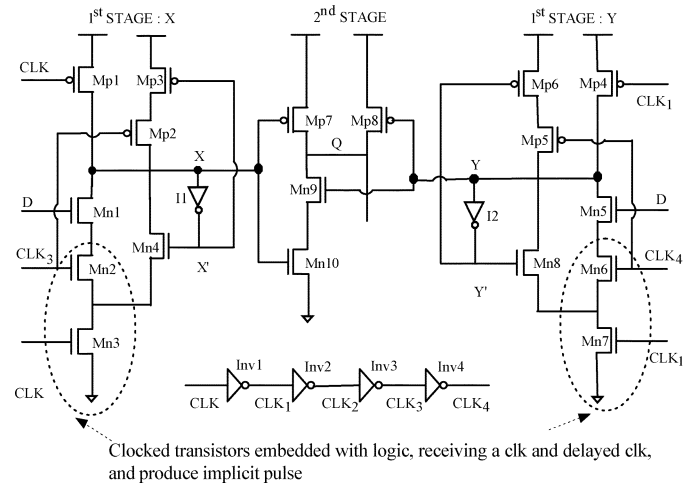 1st STAGE : X
2nd STAGE
1st STAGE : Y
CLK
Mp1
Mp3
Mp6
Mp4
CLK1
Mp2
Mp7
Mp8
Mp5
X
Q
Y
I1
I2
D
Mn1
Mn9
Mn5
D
CLK3
Mn2
Mn4
X'
Mn10
Mn8
Y'
Mn6
CLK4
Mn3
Mn7
CLK
CLK1
Inv1
Inv2
Inv3
Inv4
CLK
CLK1
CLK2
CLK3
CLK4
Clocked transistors embedded with logic, receiving a clk and delayed clk,
and produce implicit pulse